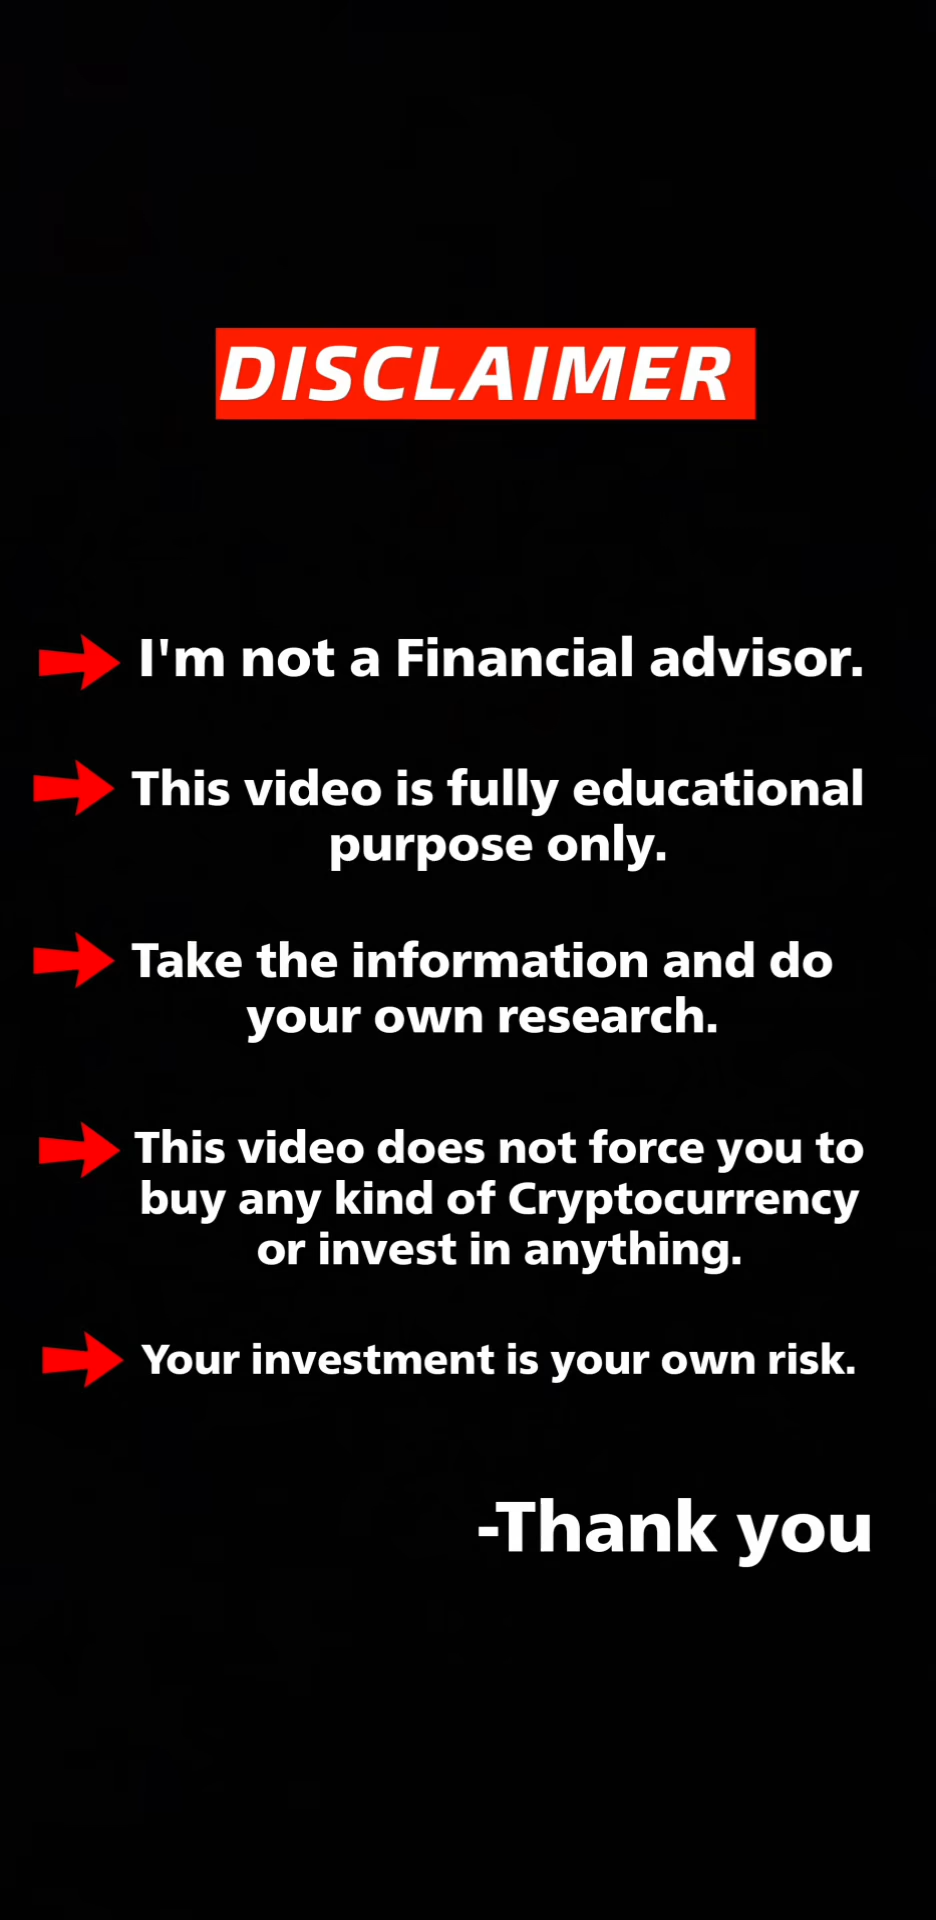 DISCLAIMER
I'm not a Financial advisor.
This video is fully educational
purpose only.
Take the information and do
your own research.
This video does not force you to
buy any kind of Cryptocurrency
or invest in anything.
Your investment is your own risk.
-Thank you